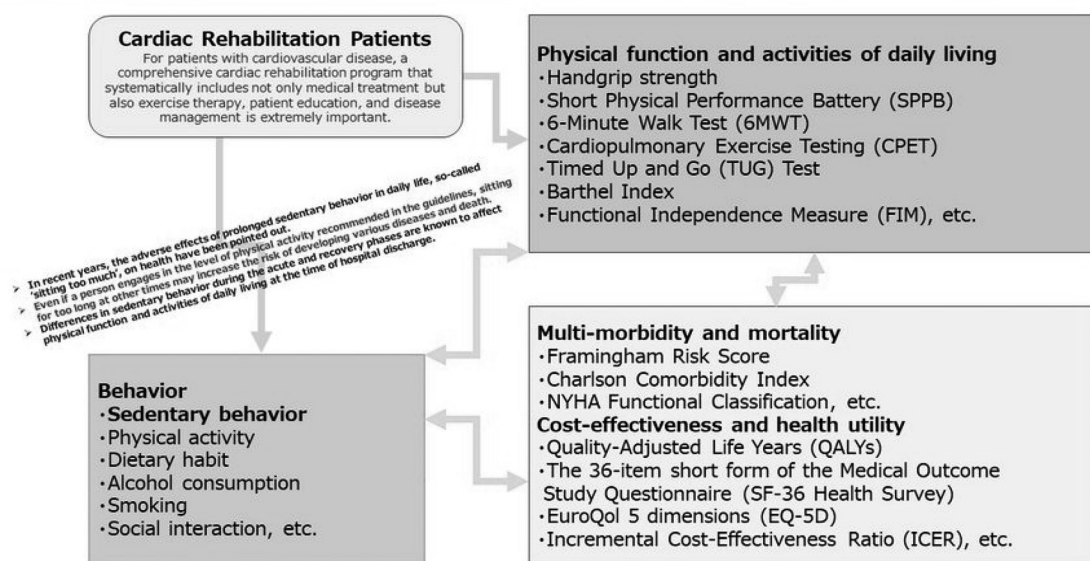 Cardiac Rehabilitation Patients
For patients with cardiovascular disease, a
comprehensive cardiac rehabilitation program that
systematically includes not only medical treatment but
also exercise therapy, patient education, and disease
management is extremely important.
Physical function and activities of daily living
・Handgrip strength
・Short Physical Performance Battery (SPPB)
・6-Minute Walk Test (6MWT)
・Cardiopulmonary Exercise Testing (CPET)
・Timed Up and Go (TUG) Test
・Barthel Index
・Functional Independence Measure (FIM), etc.
➢ In recent years, the adverse effects of prolonged sedentary behavior in daily life, so-called
'sitting too much', on health have been pointed out.
➢ Even if a person engages in the level of physical activity recommended in the guidelines, sitting
for too long at other times may increase the risk of developing various diseases and death.
➢ Differences in sedentary behavior during the acute and recovery phases are known to affect
physical function and activities of daily living at the time of hospital discharge.
Behavior
・Sedentary behavior
・Physical activity
・Dietary habit
・Alcohol consumption
・Smoking
・Social interaction, etc.
Multi-morbidity and mortality
・Framingham Risk Score
・Charlson Comorbidity Index
・NYHA Functional Classification, etc.
Cost-effectiveness and health utility
・Quality-Adjusted Life Years (QALYs)
・The 36-item short form of the Medical Outcome
Study Questionnaire (SF-36 Health Survey)
・EuroQol 5 dimensions (EQ-5D)
・Incremental Cost-Effectiveness Ratio (ICER), etc.